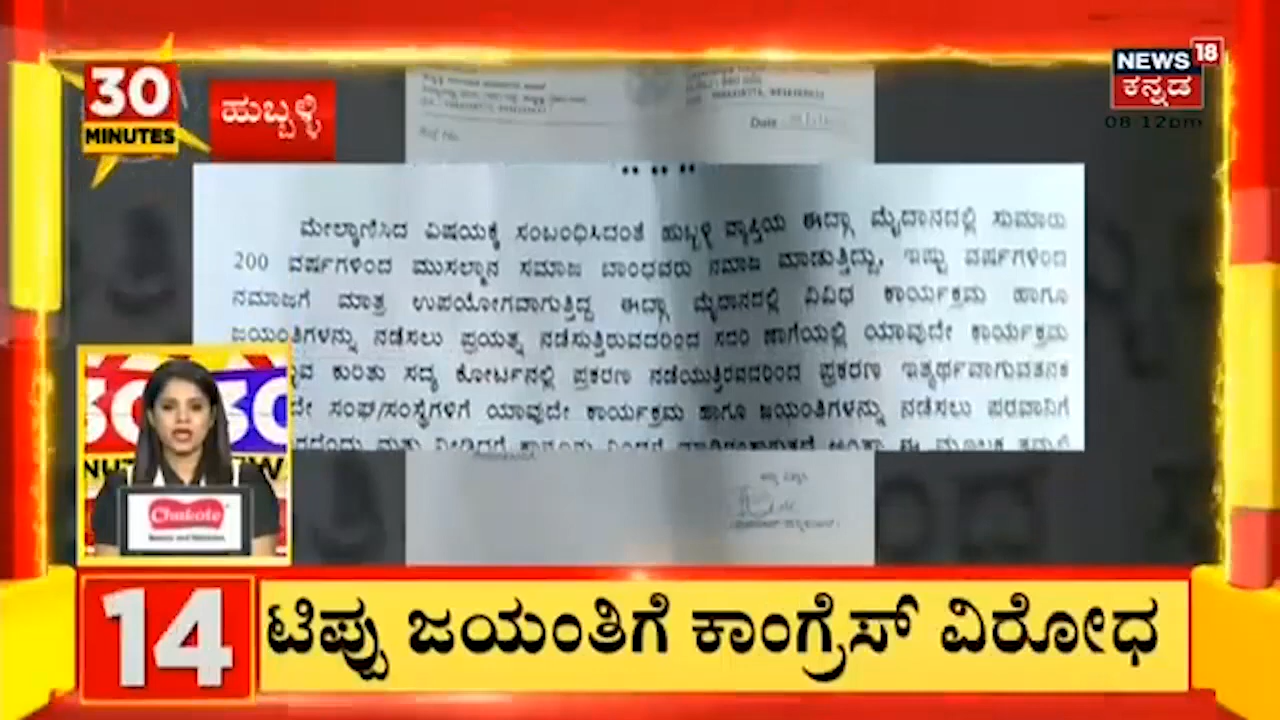 30
MINUTES
ಹುಬ್ಬಳ್ಳಿ
NEWS 18
ಕನ್ನಡ
08:12pm
Date
ಮೇಲ್ಕಾಣಿಸಿದ ವಿಷಯಕ್ಕೆ ಸಂಬಂಧಿಸಿದಂತೆ ಹುಬ್ಬಳ್ಳಿ ವ್ಯಾಪ್ತಿಯ ಈದ್ಗಾ ಮೈದಾನದಲ್ಲಿ ಸುಮಾರು
200 ವರ್ಷಗಳಿಂದ ಮುಸಲ್ಮಾನ ಸಮಾಜ ಬಾಂಧವರು ನಮಾಜ ಮಾಡುತ್ತಿದ್ದು, ಇಷ್ಟು ವರ್ಷಗಳಿಂದ
ನಮಾಜಗೆ ಮಾತ್ರ ಉಪಯೋಗವಾಗುತ್ತಿದ್ದ ಈದ್ಗಾ ಮೈದಾನದಲ್ಲಿ ವಿವಿಧ ಕಾರ್ಯಕ್ರಮ ಹಾಗೂ
ಜಯಂತಿಗಳನ್ನು ನಡೆಸಲು ಪ್ರಯತ್ನ ನಡೆಸುತ್ತಿರುವದರಿಂದ ಸದರಿ ಜಾಗೆಯಲ್ಲಿ ಯಾವುದೇ ಕಾರ್ಯಕ್ರಮ
ಕುರಿತು ಸದ್ಯ ಕೋರ್ಟನಲ್ಲಿ ಪ್ರಕರಣ ನಡೆಯುತ್ತಿರವದರಿಂದ ಪ್ರಕರಣ ಇತ್ಯರ್ಥವಾಗುವತನಕ
ಸಂಘ/ಸಂಸ್ಥೆಗಳಿಗೆ ಯಾವುದೇ ಕಾರ್ಯಕ್ರಮ ಹಾಗೂ ಜಯಂತಿಗಳನ್ನು ನಡೆಸಲು ಪರವಾನಿಗೆ
Chukote
14
ಟಿಪ್ಪು ಜಯಂತಿಗೆ ಕಾಂಗ್ರೆಸ್ ವಿರೋಧ